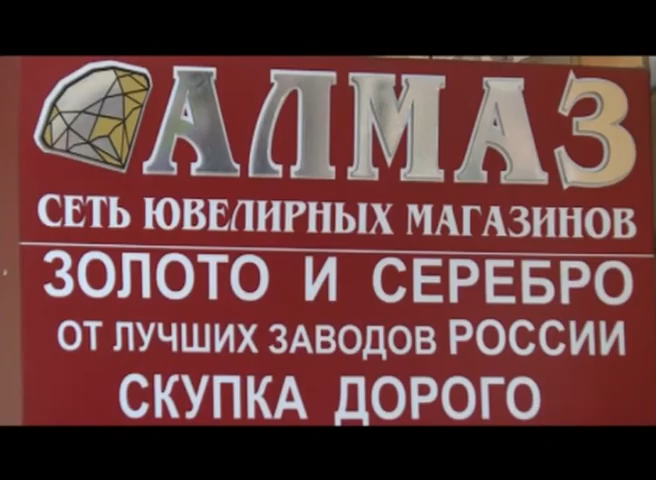 АЛМАЗ
СЕТЬ ЮВЕЛИРНЫХ МАГАЗИНОВ
ЗОЛОТО И СЕРЕБРО
ОТ ЛУЧШИХ ЗАВОДОВ РОССИИ
СКУПКА ДОРОГО